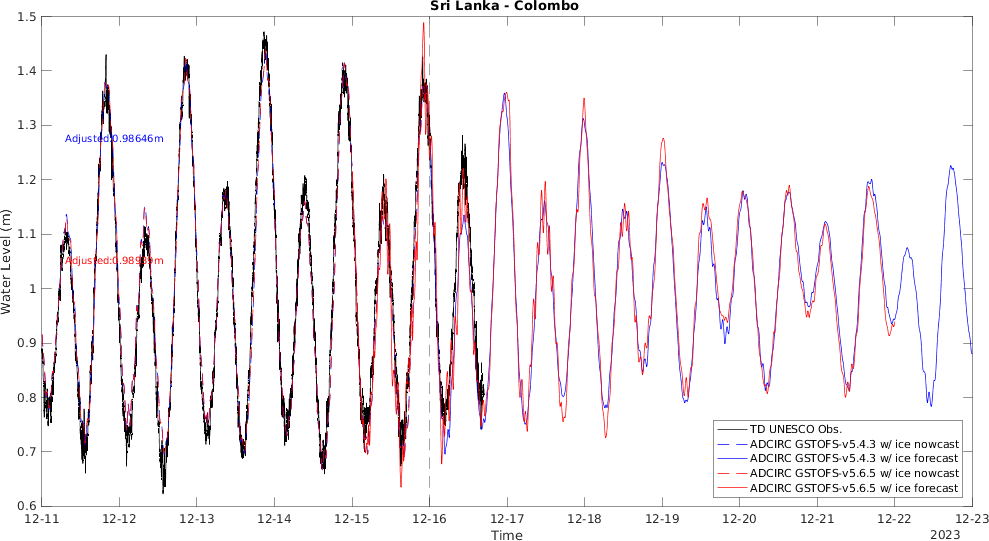 Sri Lanka - Colombo
1.5
1.4
1.3
1.2
1.1
1
0.9
0.8
0.7
0.6
Water Level (m)
Adjusted:0.98646m
TD UNESCO Obs.
ADCIRC GSTOFS-v5.4.3 w/ ice nowcast
ADCIRC GSTOFS-v5.4.3 w/ ice forecast
ADCIRC GSTOFS-v5.6.5 w/ ice nowcast
ADCIRC GSTOFS-v5.6.5 w/ ice forecast
12-11 12-12 12-13 12-14 12-15 12-16 12-17 12-18 12-19 12-20 12-21 12-22 12-23
Time
2023